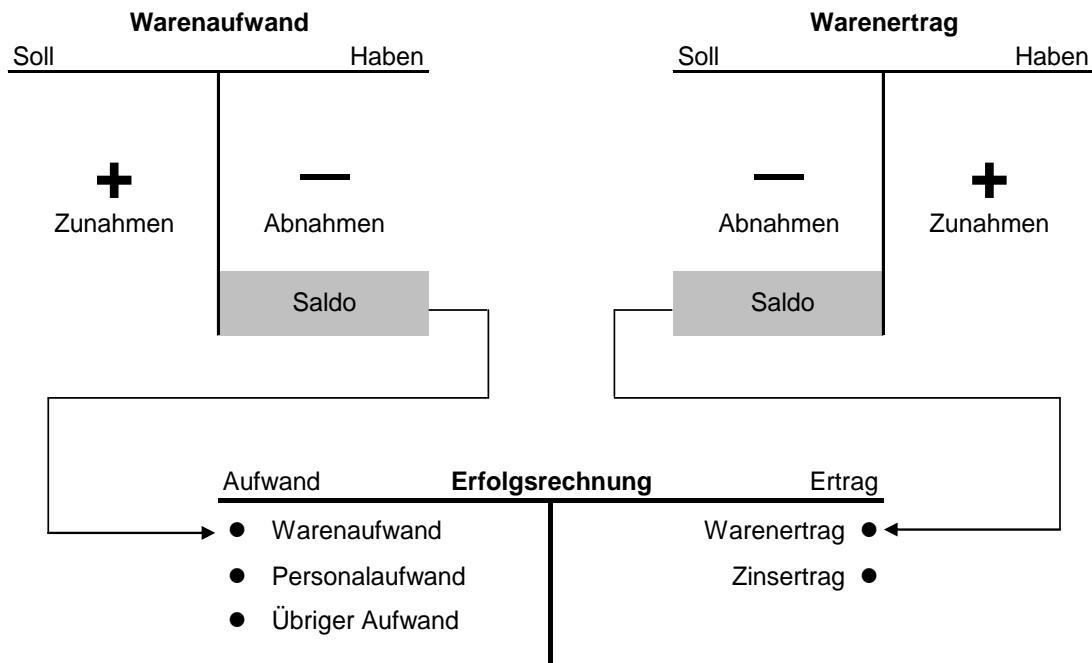 Warenaufwand Warenertrag
Soll Haben Soll Haben
+ — — +
Zunahmen Abnahmen Abnahmen Zunahmen
Saldo Saldo
Aufwand Erfolgsrechnung Ertrag
● Warenaufwand Warenertrag ●
● Personalaufwand Zinsertrag ●
● Übriger Aufwand